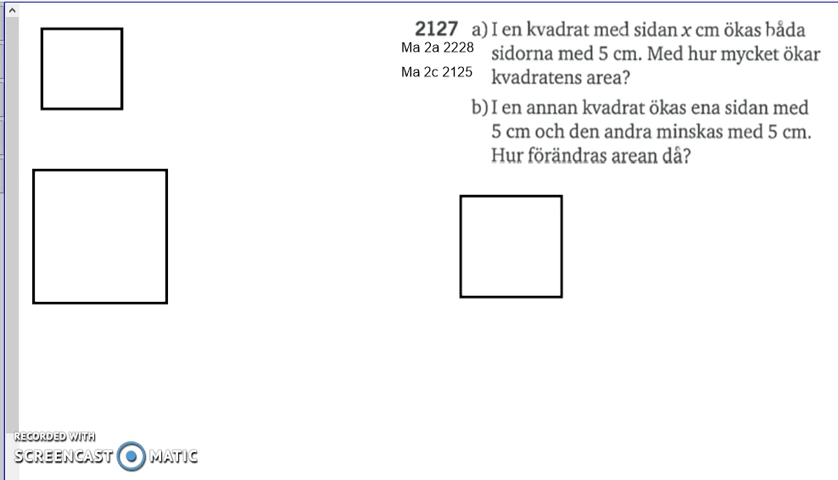 2127 a) I en kvadrat med sidan x cm ökas båda
Ma 2a 2228 sidorna med 5 cm. Med hur mycket ökar
Ma 2c 2125 kvadratens area?
b) I en annan kvadrat ökas ena sidan med
5 cm och den andra minskas med 5 cm.
Hur förändras arean då?
RECORDED WITH
SCREENCAST MATIC